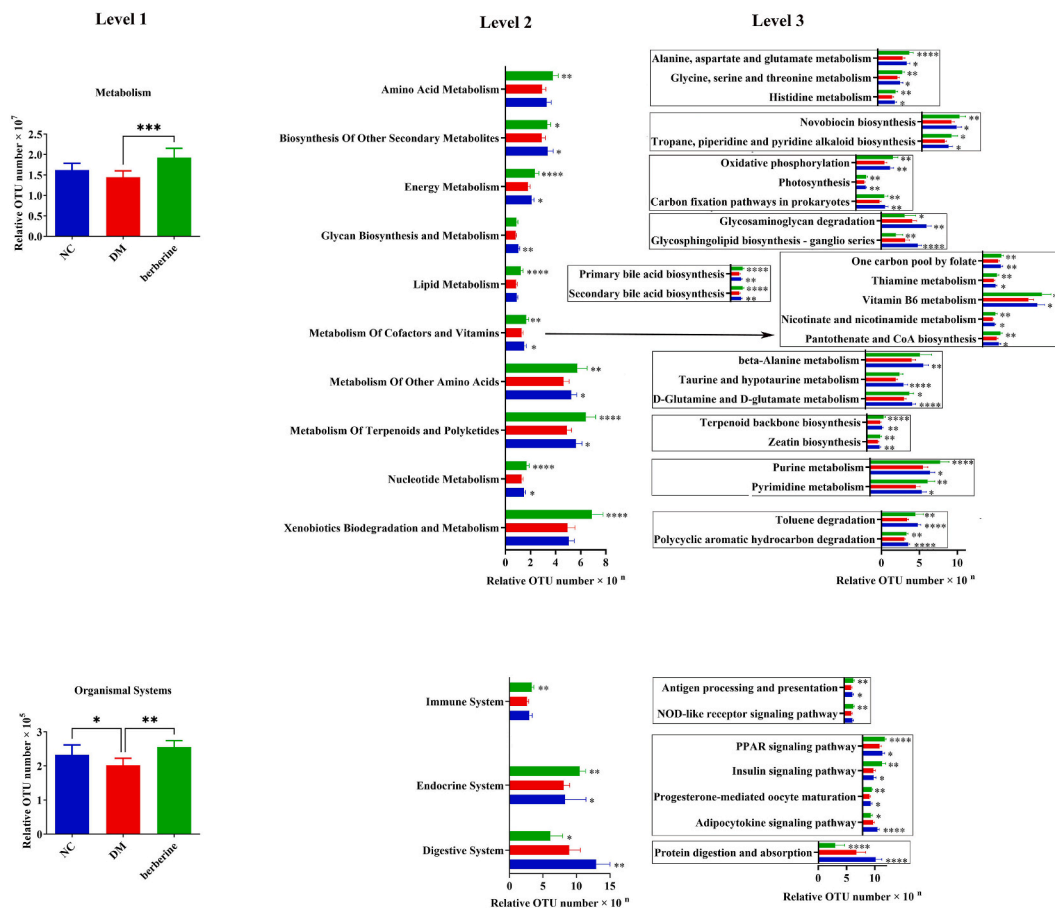 Level 1
Level 2
Level 3
Metabolism
***
Relative OTU number × 10⁷
2.5
2.0
1.5
1.0
0.5
0.0
NC
DM
berberine
Amino Acid Metabolism
**
Biosynthesis Of Other Secondary Metabolites
*
*
Energy Metabolism
****
*
Glycan Biosynthesis and Metabolism
**
Lipid Metabolism
****
Metabolism Of Cofactors and Vitamins
**
*
Metabolism Of Other Amino Acids
**
*
Metabolism Of Terpenoids and Polyketides
****
*
Nucleotide Metabolism
****
*
Xenobiotics Biodegradation and Metabolism
****
0 2 4 6 8
Relative OTU number × 10 ⁿ
Alanine, aspartate and glutamate metabolism
****
*
Glycine, serine and threonine metabolism
**
*
Histidine metabolism
**
*
Novobiocin biosynthesis
**
*
Tropane, piperidine and pyridine alkaloid biosynthesis
*
*
Oxidative phosphorylation
**
**
Photosynthesis
**
**
Carbon fixation pathways in prokaryotes
**
**
Glycosaminoglycan degradation
*
**
Glycosphingolipid biosynthesis - ganglio series
**
****
Primary bile acid biosynthesis
****
**
Secondary bile acid biosynthesis
****
**
One carbon pool by folate
**
**
Thiamine metabolism
**
*
Vitamin B6 metabolism
*
*
Nicotinate and nicotinamide metabolism
**
*
Pantothenate and CoA biosynthesis
**
*
beta-Alanine metabolism
**
Taurine and hypotaurine metabolism
****
D-Glutamine and D-glutamate metabolism
*
****
Terpenoid backbone biosynthesis
****
**
Zeatin biosynthesis
**
**
Purine metabolism
****
*
Pyrimidine metabolism
**
*
Toluene degradation
**
****
Polycyclic aromatic hydrocarbon degradation
**
****
0 5 10
Relative OTU number × 10 ⁿ
Organismal Systems
* **
Relative OTU number × 10⁵
3
2
1
0
NC
DM
berberine
Immune System
**
Endocrine System
**
*
Digestive System
*
**
0 5 10 15
Relative OTU number × 10 ⁿ
Antigen processing and presentation
**
*
NOD-like receptor signaling pathway
**
PPAR signaling pathway
****
*
Insulin signaling pathway
**
*
Progesterone-mediated oocyte maturation
**
*
Adipocytokine signaling pathway
*
****
Protein digestion and absorption
****
****
0 5 10
Relative OTU number × 10 ⁿ